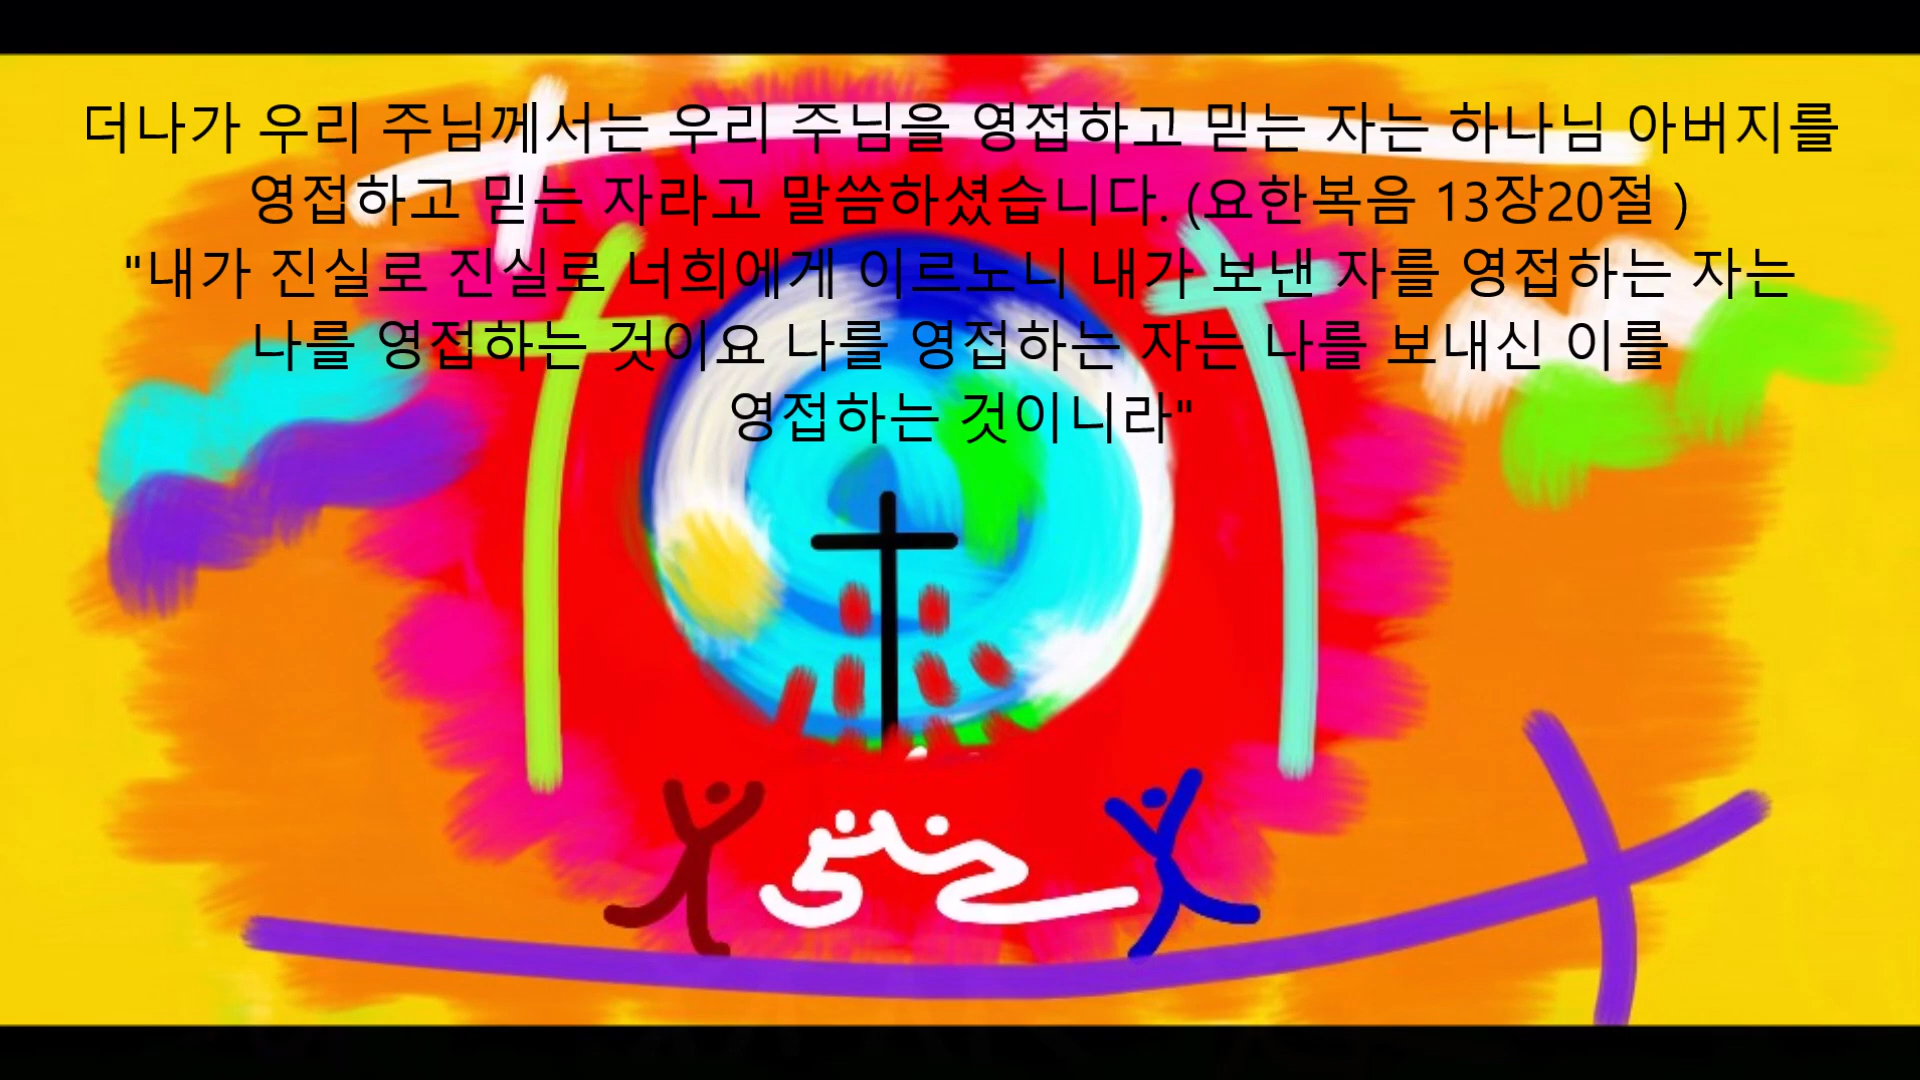 더나가 우리 주님께서는 우리 주님을 영접하고 믿는 자는 하나님 아버지를
영접하고 믿는 자라고 말씀하셨습니다. (요한복음 13장20절 )
"내가 진실로 진실로 너희에게 이르노니 내가 보낸 자를 영접하는 자는
나를 영접하는 것이요 나를 영접하는 자는 나를 보내신 이를
영접하는 것이니라"